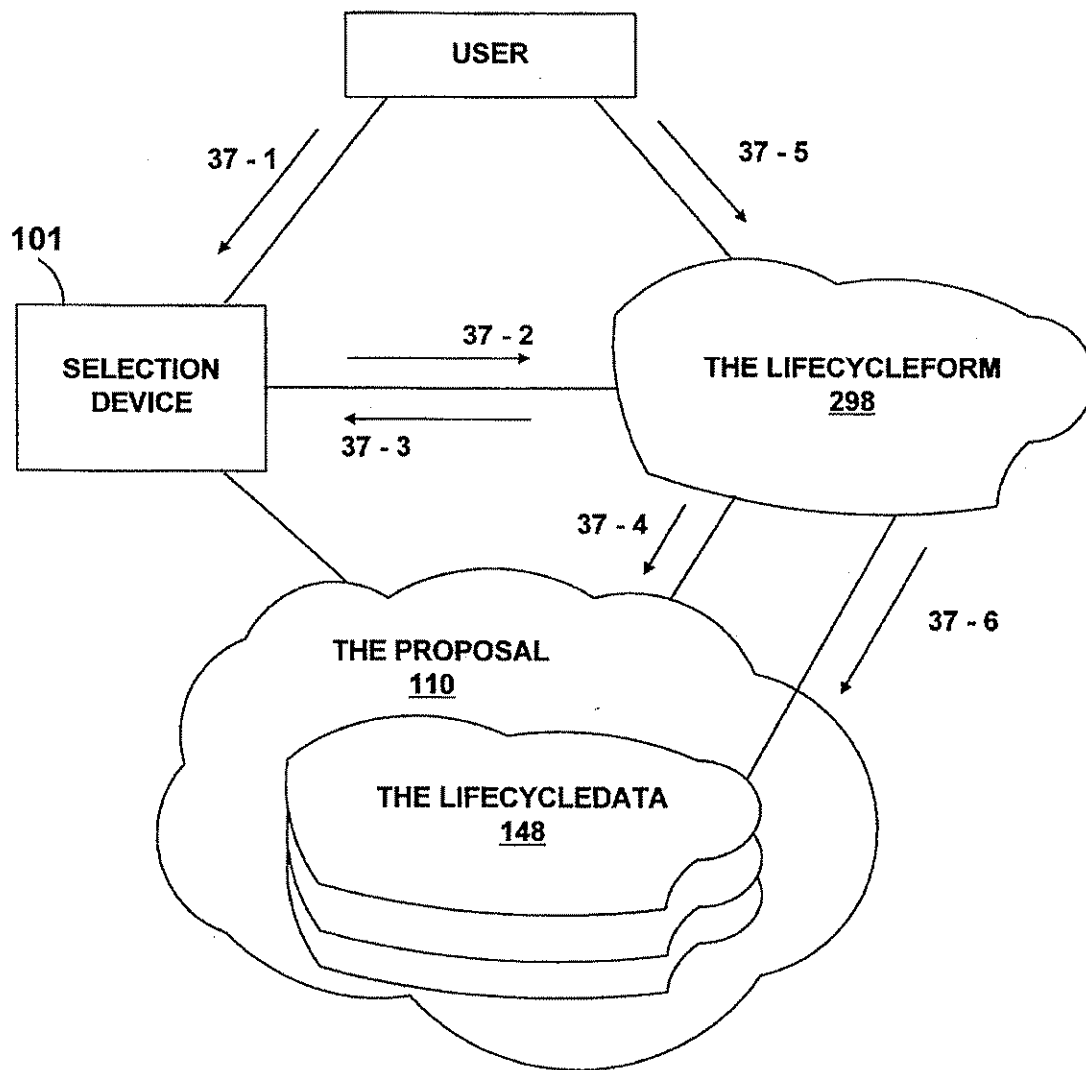 USER
37 - 1
37 - 5
101
SELECTION
DEVICE
37 - 2
37 - 3
THE LIFECYCLEFORM
298
37 - 4
37 - 6
THE PROPOSAL
110
THE LIFECYCLEDATA
148